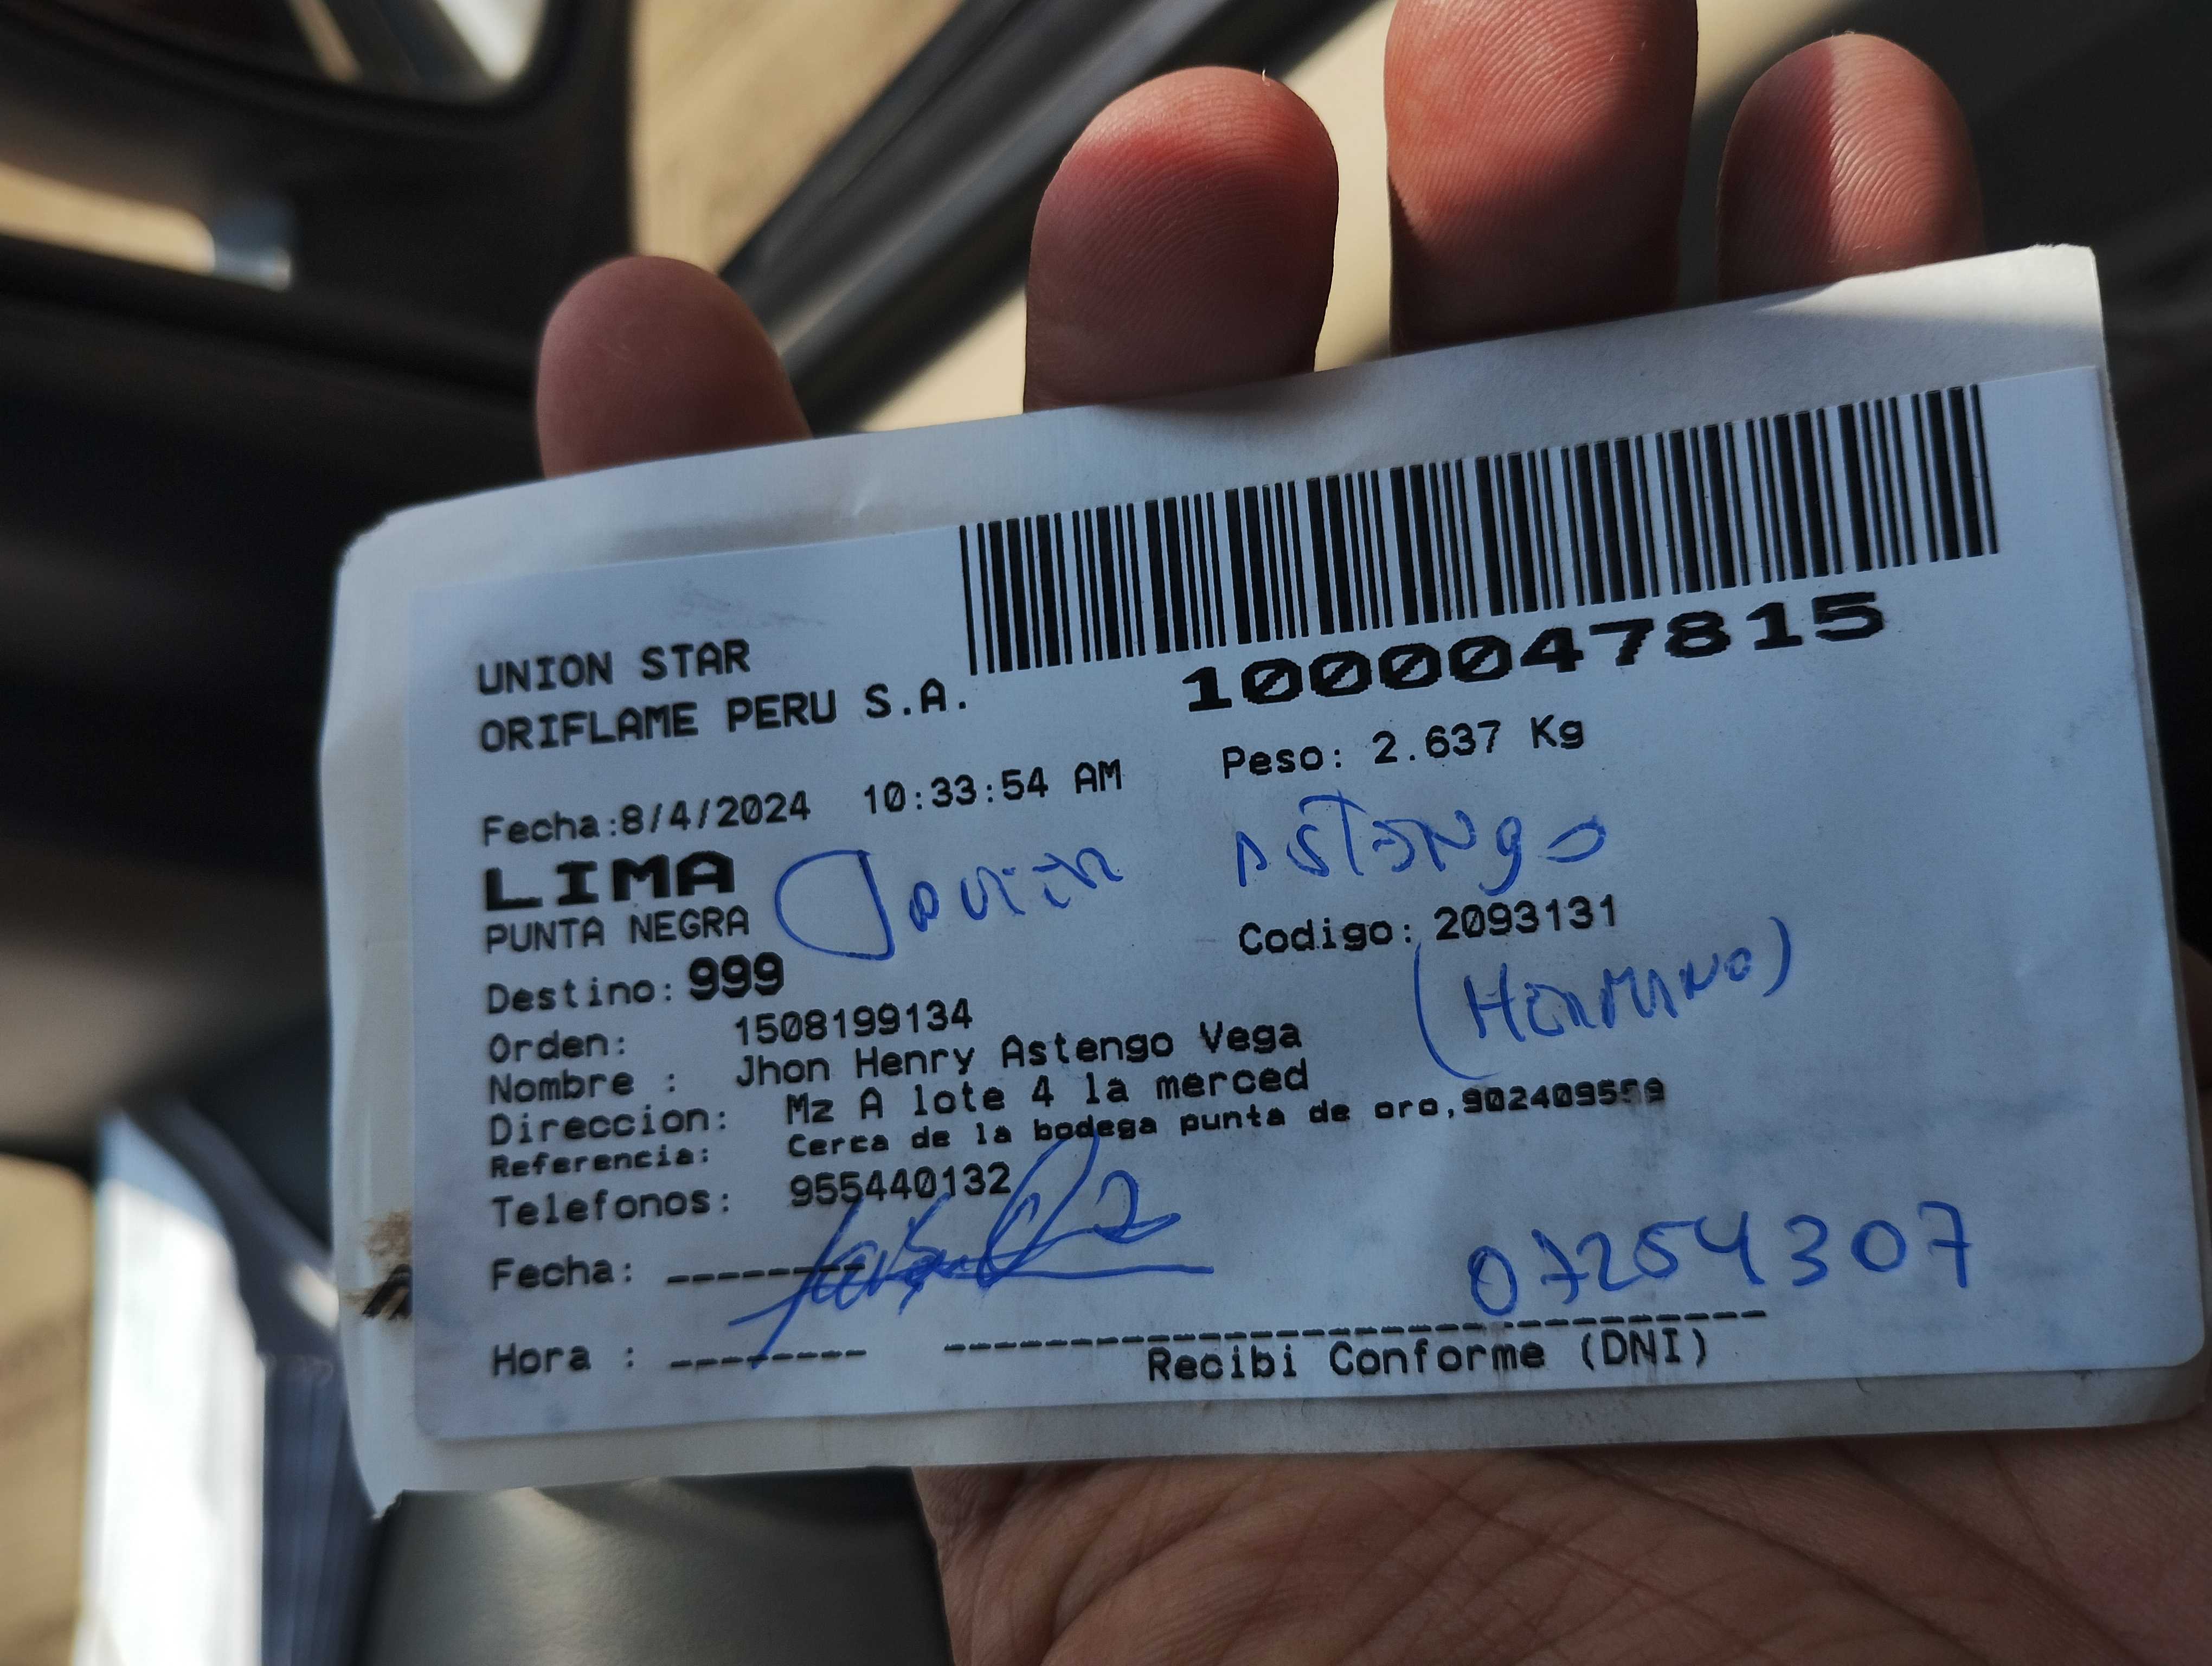 UNION STAR
ORIFLAME PERU S.A.
1000047815
Fecha:8/4/2024 10:33:54 AM Peso: 2.637 Kg
LIMA
Javier Astengo
PUNTA NEGRA
Codigo: 2093131
Destino: 999
(Hermano)
Orden: 1508199134
Nombre : Jhon Henry Astengo Vega
Direccion: Mz A lote 4 la merced
Referencia: Cerca de la bodega punta de oro,902409559
Telefonos: 955440132
Fecha: --------
07254307
Hora : --------
Recibi Conforme (DNI)